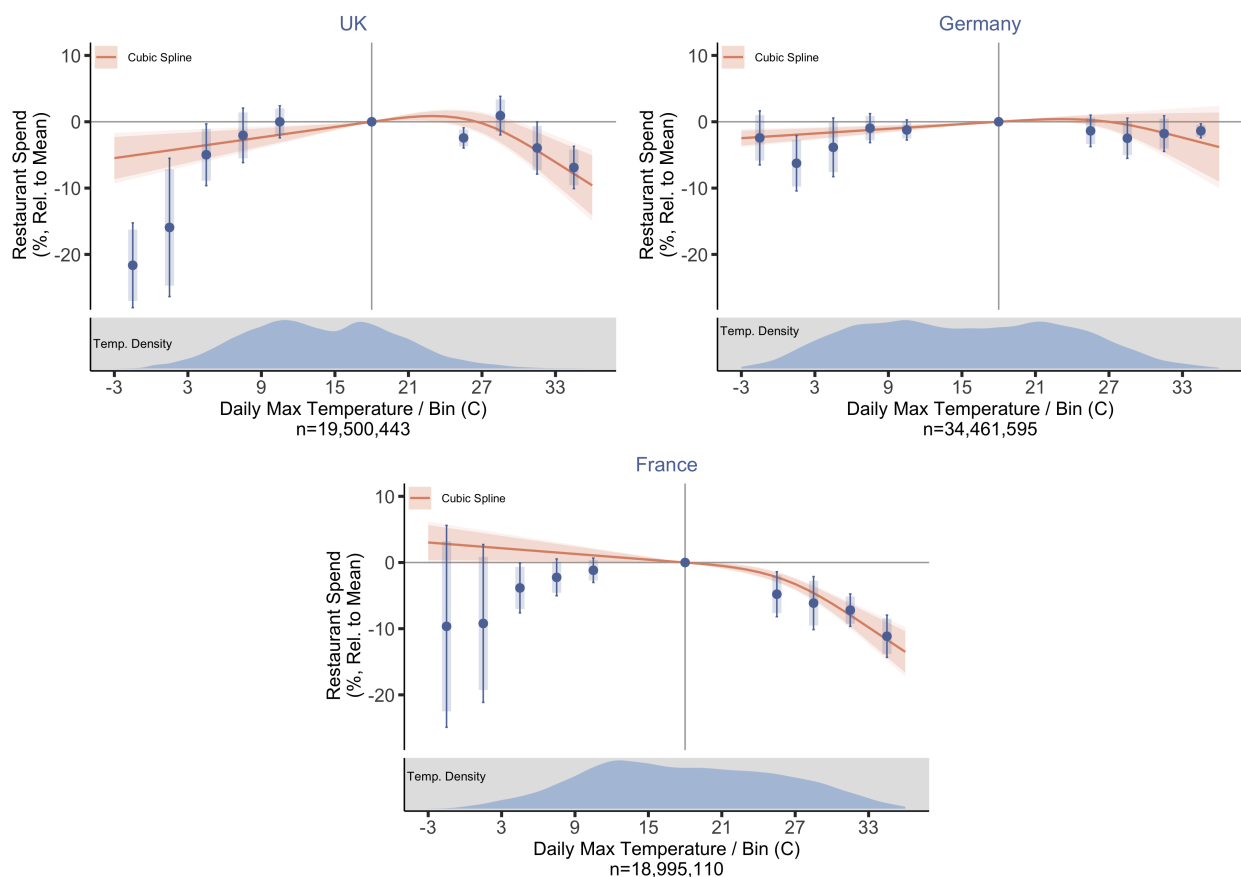 UK
10
0
-10
-20
Restaurant Spend
(%, Rel. to Mean)
Cubic Spline
Temp. Density
-3 3 9 15 21 27 33
Daily Max Temperature / Bin (C)
n=19,500,443
Germany
10
0
-10
-20
Restaurant Spend
(%, Rel. to Mean)
Cubic Spline
Temp. Density
-3 3 9 15 21 27 33
Daily Max Temperature / Bin (C)
n=34,461,595
France
10
0
-10
-20
Restaurant Spend
(%, Rel. to Mean)
Cubic Spline
Temp. Density
-3 3 9 15 21 27 33
Daily Max Temperature / Bin (C)
n=18,995,110